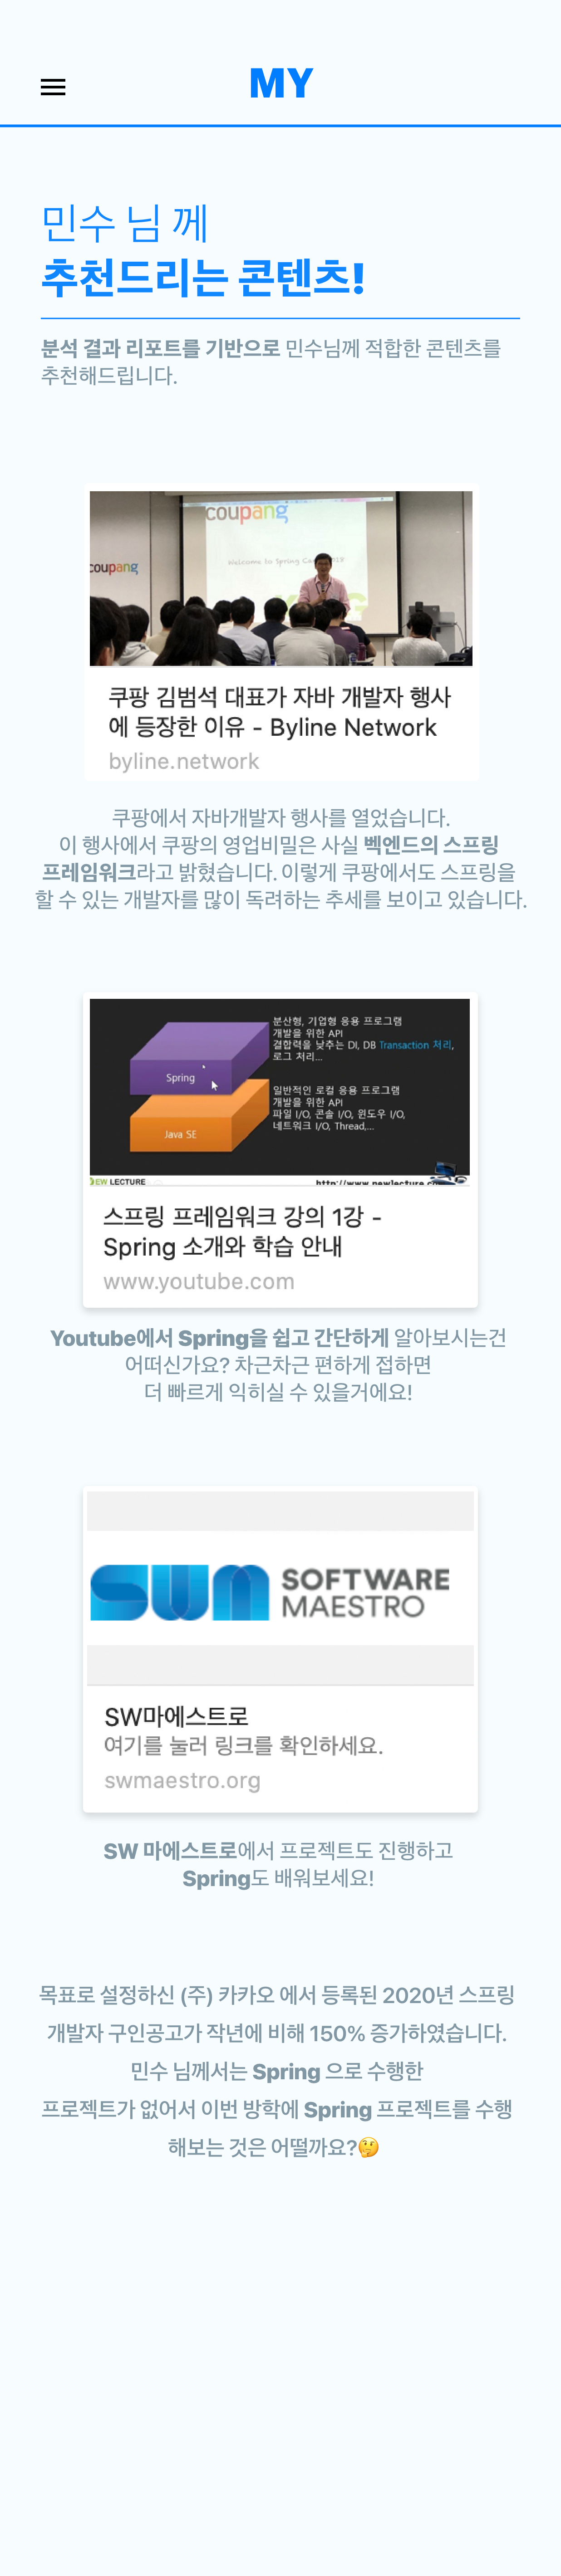 MY
민수 님 께
추천드리는 콘텐츠!
분석 결과 리포트를 기반으로 민수님께 적합한 콘텐츠를
추천해드립니다.
coupang
coupang
Welcome to Spring
쿠팡 김범석 대표가 자바 개발자 행사
에 등장한 이유 - Byline Network
byline.network
쿠팡에서 자바개발자 행사를 열었습니다.
이 행사에서 쿠팡의 영업비밀은 사실 벡엔드의 스프링
프레임워크라고 밝혔습니다. 이렇게 쿠팡에서도 스프링을
할 수 있는 개발자를 많이 독려하는 추세를 보이고 있습니다.
분산형, 기업형 응용 프로그램
개발을 위한 API
결합력을 낮추는 DI, DB Transaction 처리,
로그 처리...
Spring
일반적인 로컬 응용 프로그램
개발을 위한 API
파일 I/O, 콘솔 I/O, 윈도우 I/O,
네트워크 I/O, Thread,...
Java SE
EW LECTURE
http://www.newlecture.co
스프링 프레임워크 강의 1강 -
Spring 소개와 학습 안내
www.youtube.com
Youtube에서 Spring을 쉽고 간단하게 알아보시는건
어떠신가요? 차근차근 편하게 접하면
더 빠르게 익히실 수 있을거에요!
SOFTWARE
MAESTRO
SW마에스트로
여기를 눌러 링크를 확인하세요.
swmaestro.org
SW 마에스트로에서 프로젝트도 진행하고
Spring도 배워보세요!
목표로 설정하신 (주) 카카오 에서 등록된 2020년 스프링
개발자 구인공고가 작년에 비해 150% 증가하였습니다.
민수 님께서는 Spring 으로 수행한
프로젝트가 없어서 이번 방학에 Spring 프로젝트를 수행
해보는 것은 어떨까요?🤔